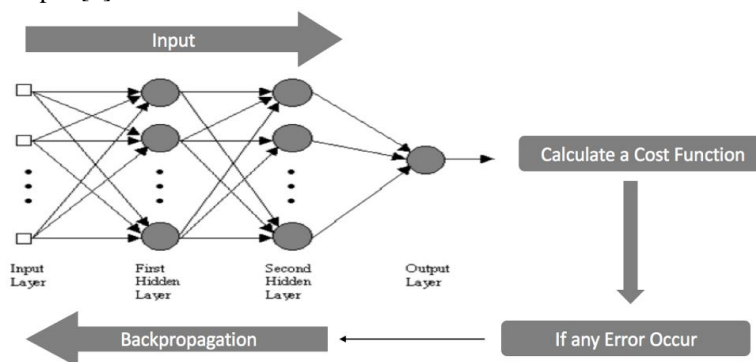 Input
Calculate a Cost Function
Input
Layer
First
Hidden
Layer
Second
Hidden
Layer
Output
Layer
Backpropagation
If any Error Occur